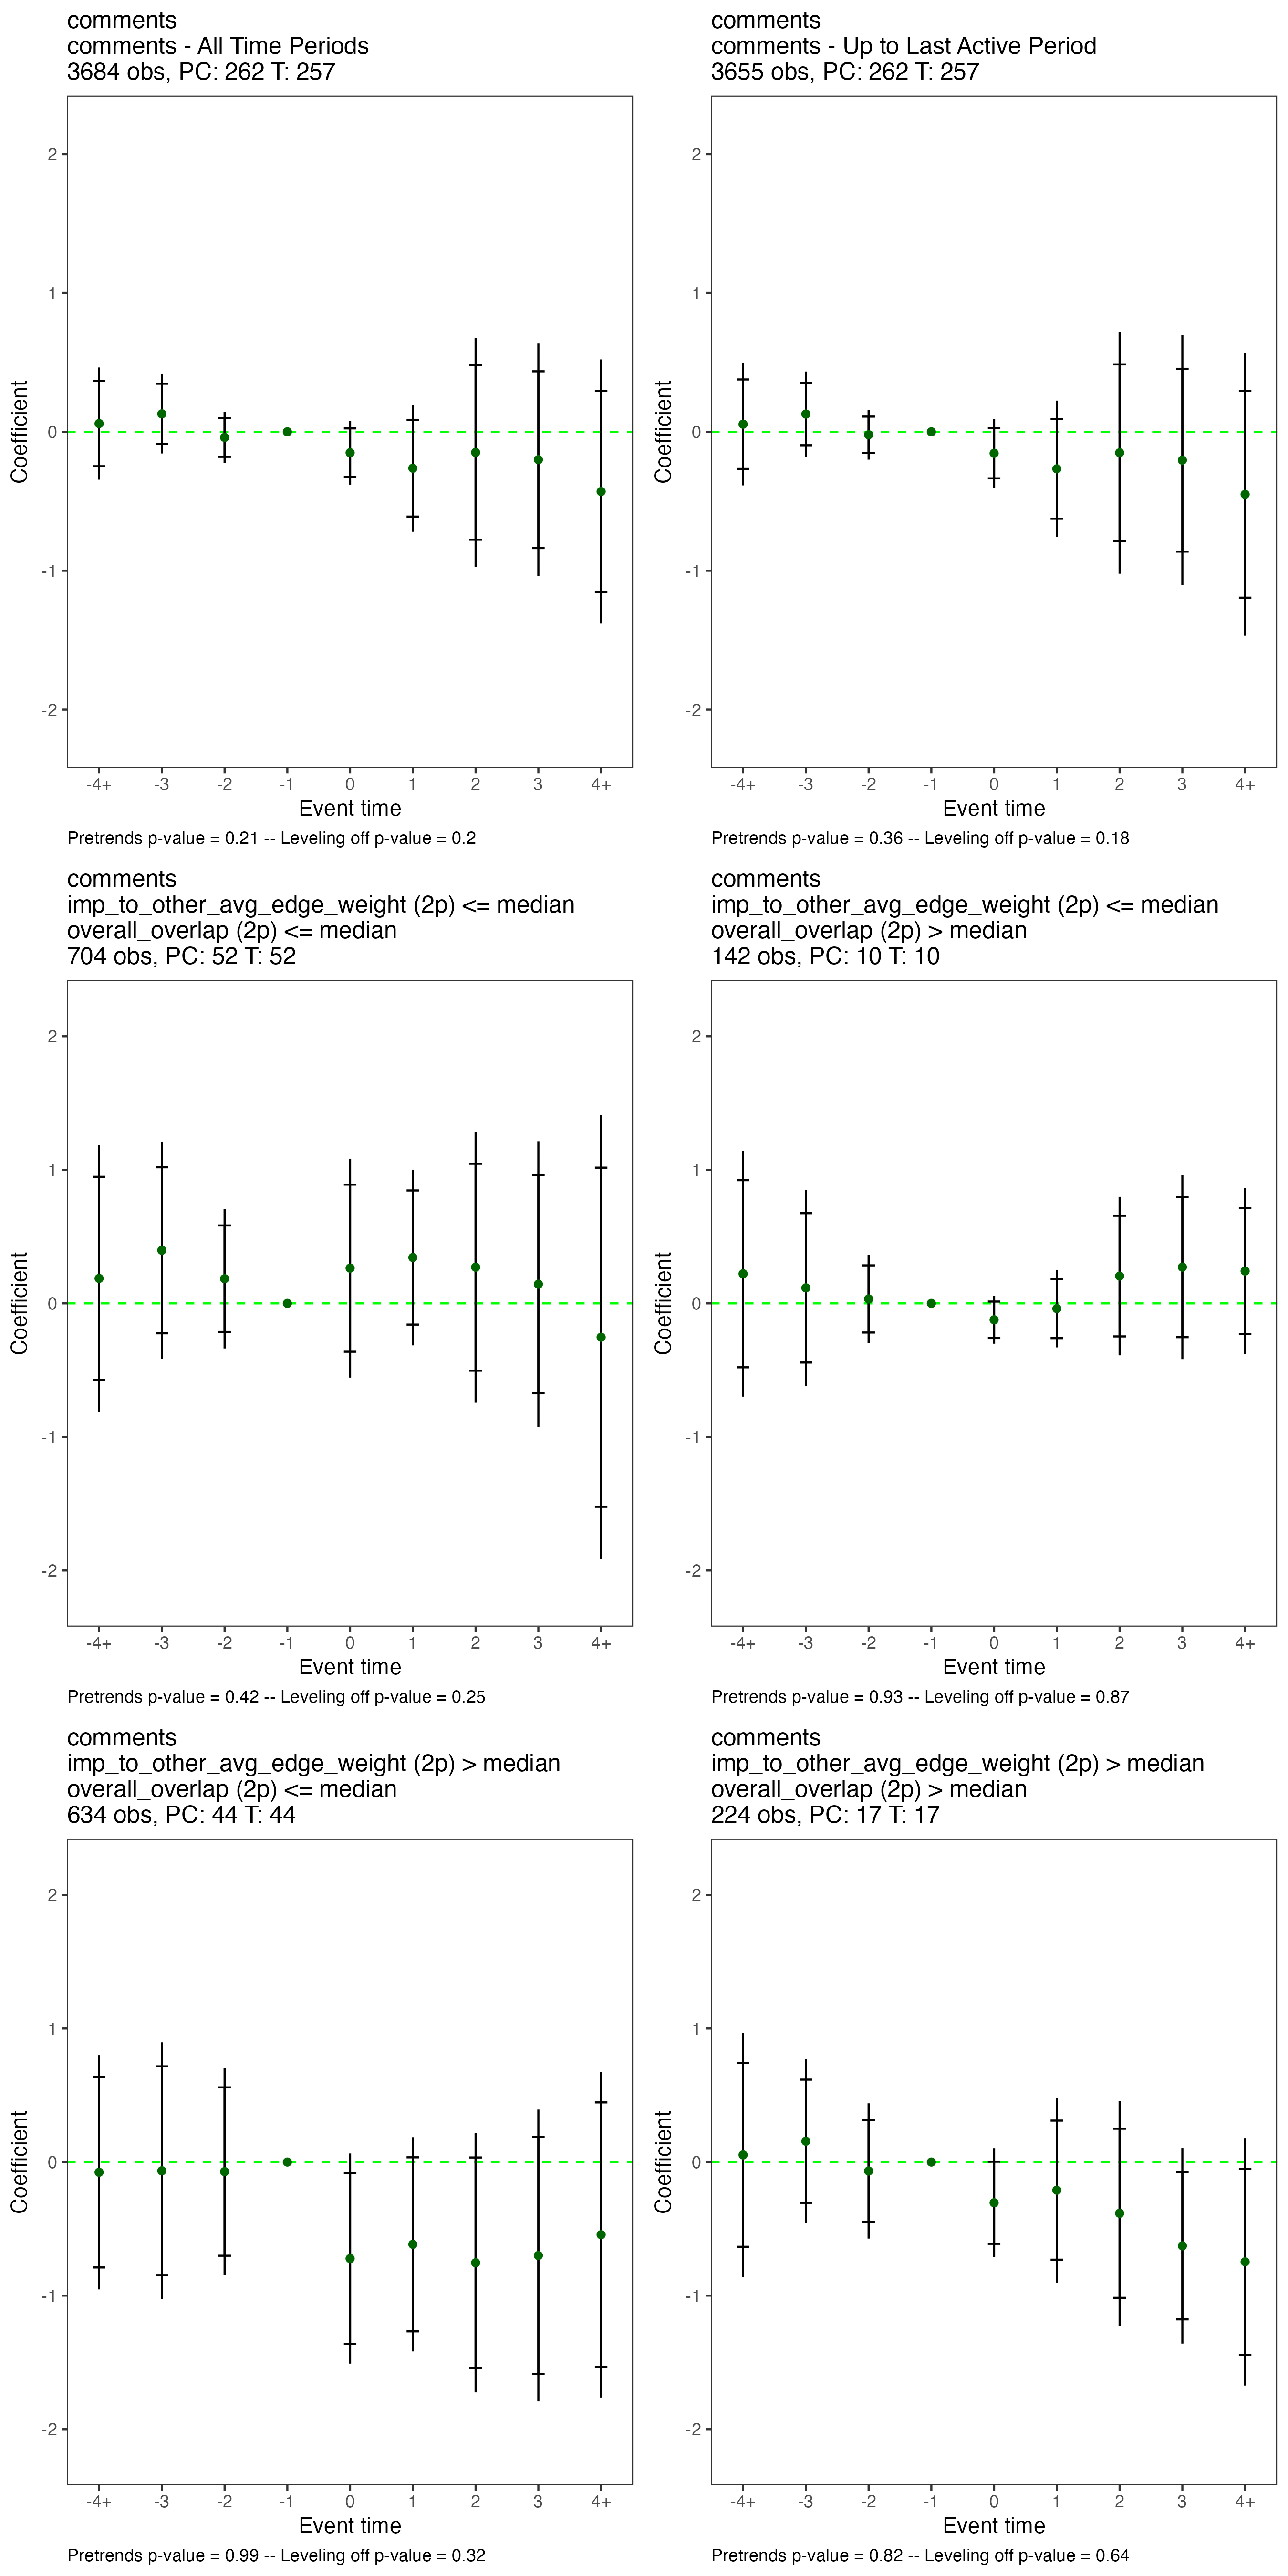 comments
comments - All Time Periods
3684 obs, PC: 262 T: 257
2
1
0
-1
-2
Coefficient
-4+ -3 -2 -1 0 1 2 3 4+
Event time
Pretrends p-value = 0.21 -- Leveling off p-value = 0.2
comments
comments - Up to Last Active Period
3655 obs, PC: 262 T: 257
2
1
0
-1
-2
Coefficient
-4+ -3 -2 -1 0 1 2 3 4+
Event time
Pretrends p-value = 0.36 -- Leveling off p-value = 0.18
comments
imp_to_other_avg_edge_weight (2p) <= median
overall_overlap (2p) <= median
704 obs, PC: 52 T: 52
2
1
0
-1
-2
Coefficient
-4+ -3 -2 -1 0 1 2 3 4+
Event time
Pretrends p-value = 0.42 -- Leveling off p-value = 0.25
comments
imp_to_other_avg_edge_weight (2p) <= median
overall_overlap (2p) > median
142 obs, PC: 10 T: 10
2
1
0
-1
-2
Coefficient
-4+ -3 -2 -1 0 1 2 3 4+
Event time
Pretrends p-value = 0.93 -- Leveling off p-value = 0.87
comments
imp_to_other_avg_edge_weight (2p) > median
overall_overlap (2p) <= median
634 obs, PC: 44 T: 44
2
1
0
-1
-2
Coefficient
-4+ -3 -2 -1 0 1 2 3 4+
Event time
Pretrends p-value = 0.99 -- Leveling off p-value = 0.32
comments
imp_to_other_avg_edge_weight (2p) > median
overall_overlap (2p) > median
224 obs, PC: 17 T: 17
2
1
0
-1
-2
Coefficient
-4+ -3 -2 -1 0 1 2 3 4+
Event time
Pretrends p-value = 0.82 -- Leveling off p-value = 0.64